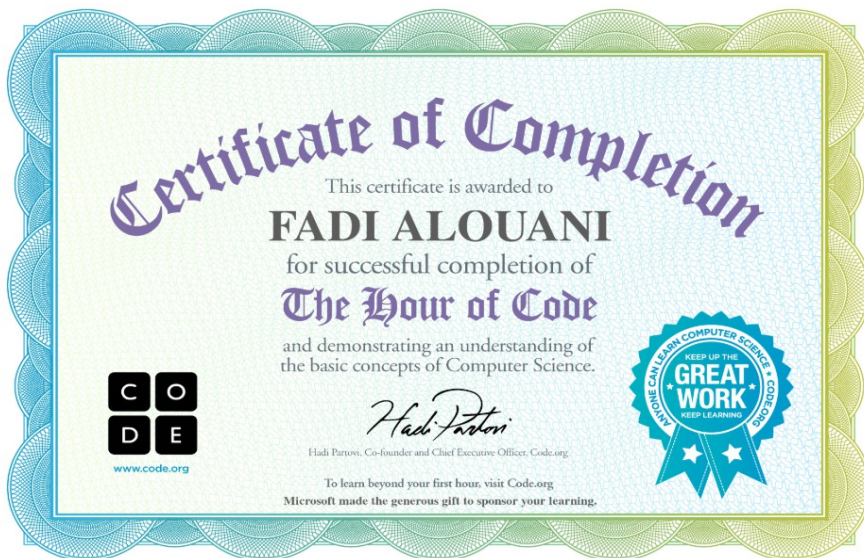 Certificate of Completion
This certificate is awarded to
FADI ALOUANI
for successful completion of
The Hour of Code
and demonstrating an understanding of
the basic concepts of Computer Science.
C O
D E
www.code.org
Hadi Partovi
Hadi Partovi, Co-founder and Chief Executive Officer, Code.org
To learn beyond your first hour, visit Code.org
Microsoft made the generous gift to sponsor your learning.
ANYONE CAN LEARN COMPUTER SCIENCE • CODE.ORG
KEEP UP THE
GREAT
WORK
KEEP LEARNING